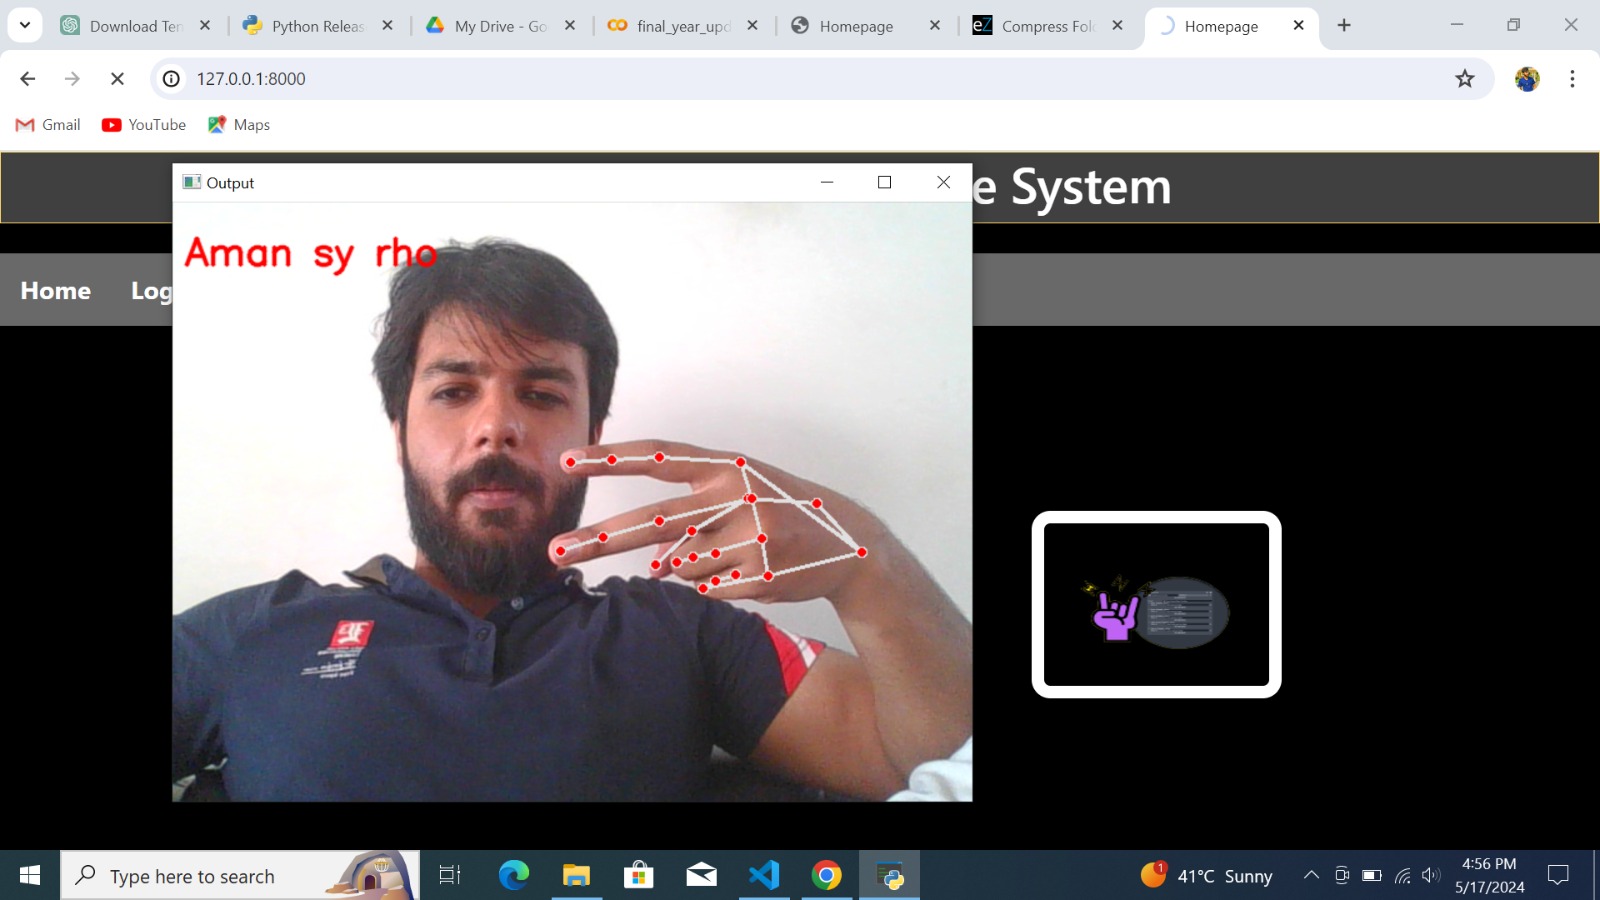 Download Ten
Python Releas
My Drive - Go
final_year_upd
Homepage
Compress Fol
Homepage
127.0.0.1:8000
Gmail
YouTube
Maps
Output
e System
Aman sy rho
Home
Log
Type here to search
1
41°C Sunny
4:56 PM
5/17/2024